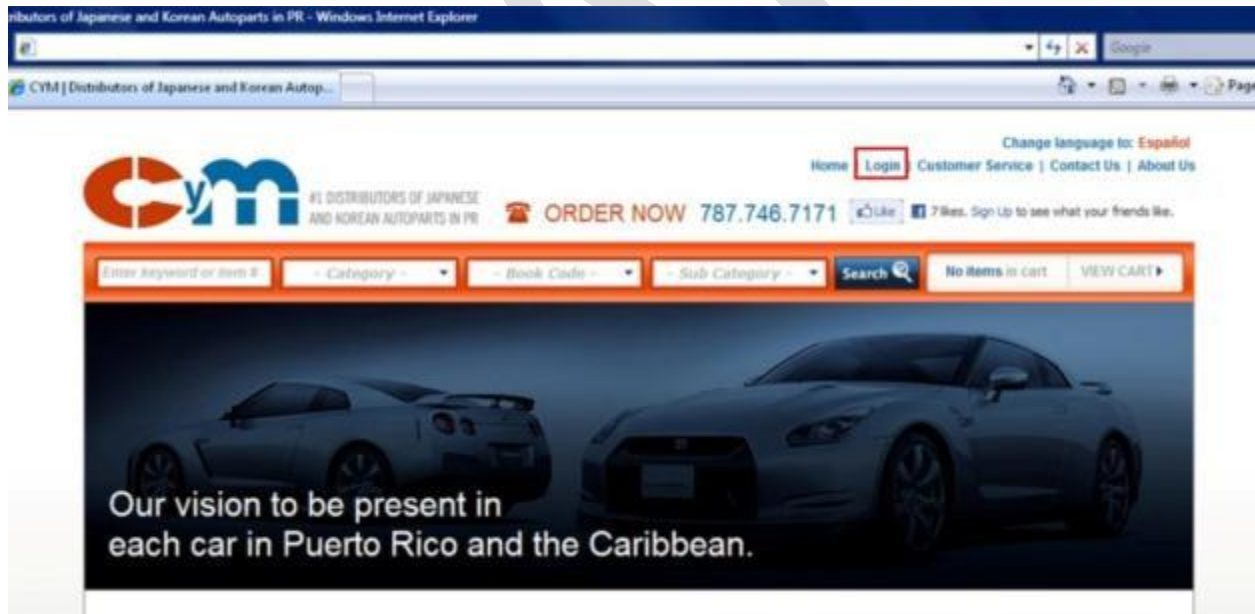 ributors of Japanese and Korean Autoparts in PR - Windows Internet Explorer
Google
CYM | Distributors of Japanese and Korean Autop...
Page
Change language to: Español
Home | Login | Customer Service | Contact Us | About Us
CyM
#1 DISTRIBUTORS OF JAPANESE
AND KOREAN AUTOPARTS IN PR
ORDER NOW 787.746.7171
Like
7 likes. Sign Up to see what your friends like.
Enter keyword or item #
- Category -
- Book Code -
- Sub Category -
Search
No items in cart
VIEW CART
Our vision to be present in
each car in Puerto Rico and the Caribbean.